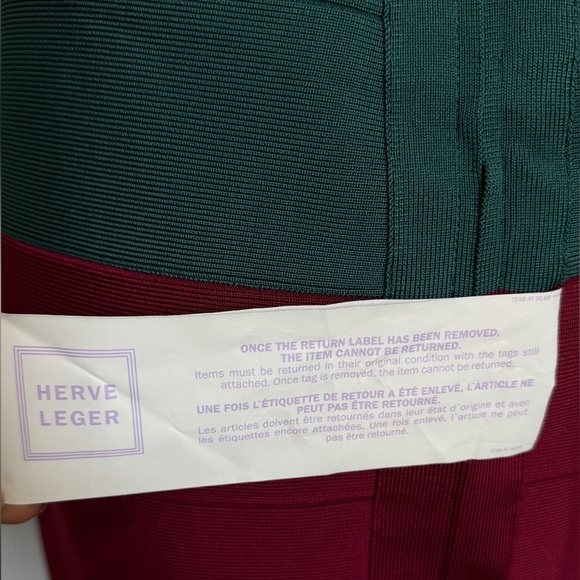 TEAR AT SEAM
HERVE
LEGER
ONCE THE RETURN LABEL HAS BEEN REMOVED,
THE ITEM CANNOT BE RETURNED.
Items must be returned in their original condition with the tags still
attached. Once tag is removed, the item cannot be returned.
UNE FOIS L'ÉTIQUETTE DE RETOUR A ÉTÉ ENLEVÉ, L'ARTICLE NE
PEUT PAS ÊTRE RETOURNÉ.
Les articles doivent être retournés dans leur état d'origine et avec
les étiquettes encore attachées. Une fois enlevé, l'article ne peut
pas être retourné.
TEAR AT SEAM